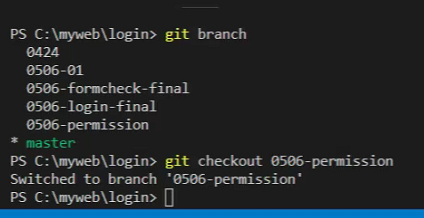 PS C:\myweb\login> git branch
  0424
  0506-01
  0506-formcheck-final
  0506-login-final
  0506-permission
* master
PS C:\myweb\login> git checkout 0506-permission
Switched to branch '0506-permission'
PS C:\myweb\login>